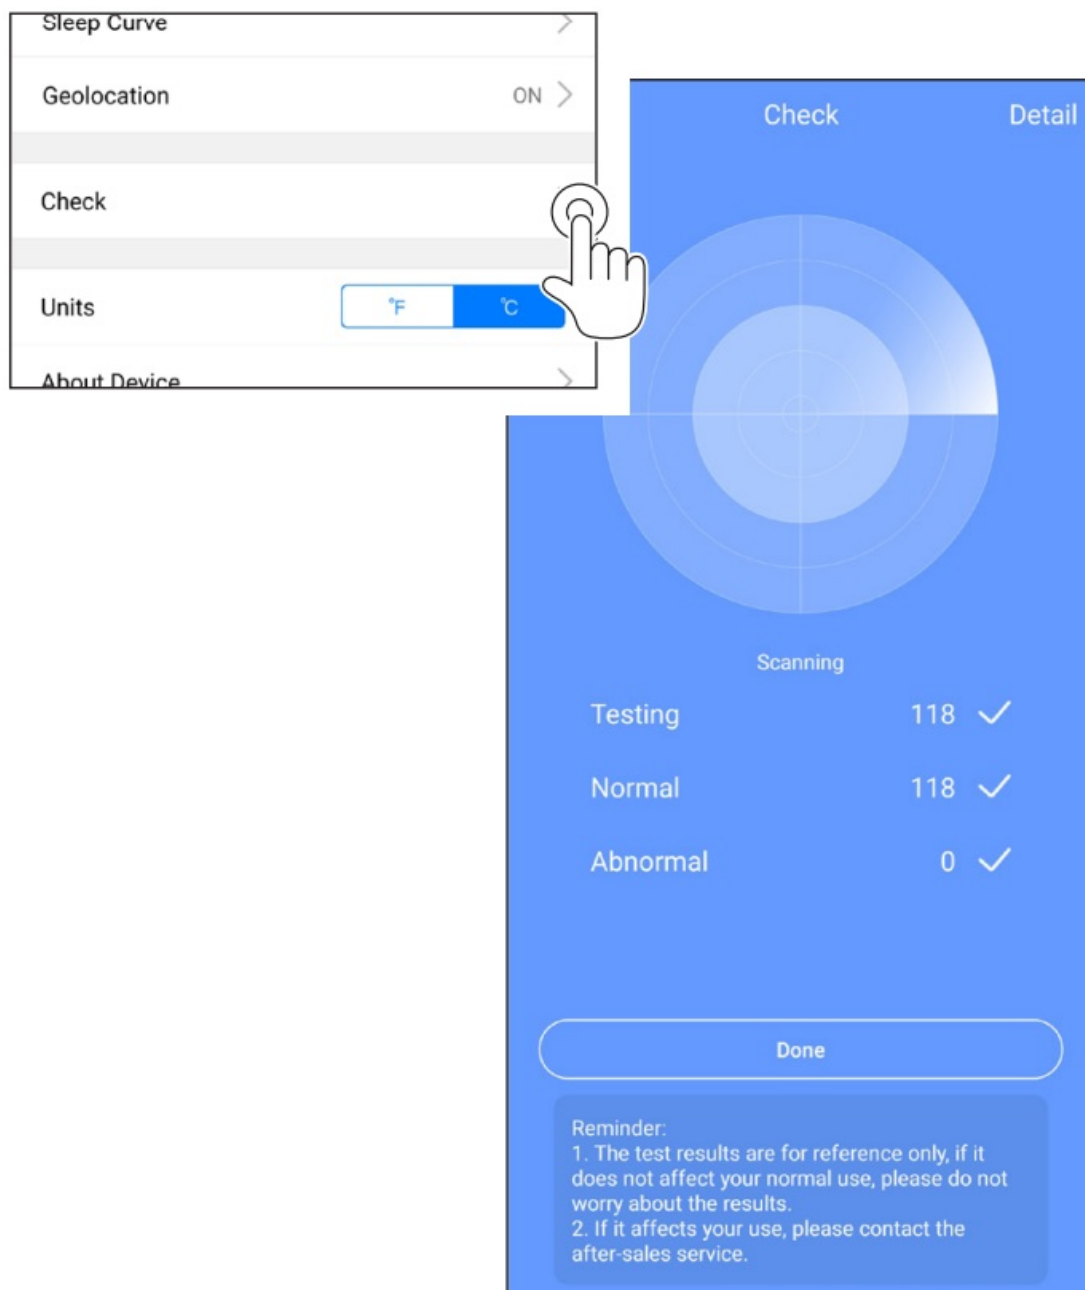 Sleep Curve
Geolocation ON
Check
Units °F °C
About Device
Check Detail
Scanning
Testing 118
Normal 118
Abnormal 0
Done
Reminder:
1. The test results are for reference only, if it
does not affect your normal use, please do not
worry about the results.
2. If it affects your use, please contact the
after-sales service.